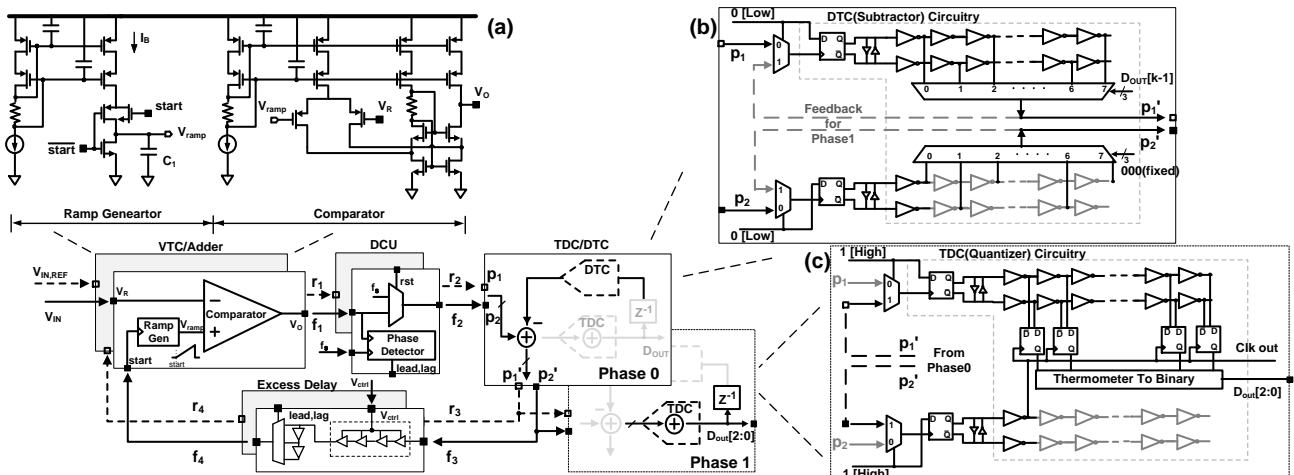 (a)
I_B
start
start
V_ramp
C_1
V_ramp
V_R
V_O
Ramp Geneartor
Comparator
VTC/Adder
DCU
TDC/DTC
V_IN,REF
V_IN
V_R
Comparator
Ramp Gen
V_ramp
start
start
V_O
r_1
f_1
f_s
rst
f_s
Phase Detector
lead,lag
r_2
f_2
p_1
p_2
DTC
TDC
Z^-1
D_OUT
p_1'
p_2'
Phase 0
Excess Delay
V_ctrl
lead,lag
V_ctrl
r_4
f_4
r_3
f_3
TDC
Z^-1
D_out[2:0]
Phase 1
(b)
0 [Low]
DTC(Subtractor) Circuitry
p_1
0
1
D Q
Q
0 1 2 · · · · · 6 7
D_OUT[k-1]
3
Feedback for Phase1
p_1'
p_2'
0 1 2 · · · · · 6 7
3
000(fixed)
p_2
1
0
D Q
Q
0 [Low]
(c)
1 [High]
TDC(Quantizer) Circuitry
p_1
0
1
D Q
Q
D D
Q Q
D D
Q Q
p_1'
From Phase0
p_2'
Clk out
Thermometer To Binary
D_out[2:0]
p_2
1
0
D Q
Q
1 [High]